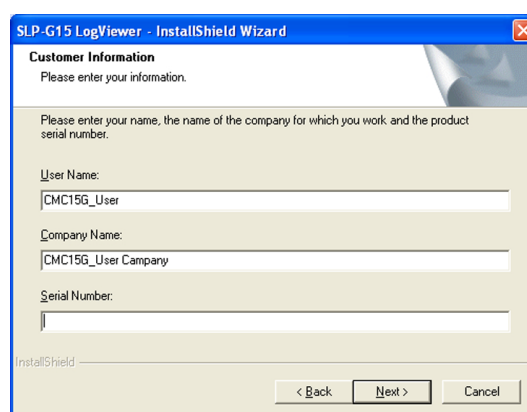 SLP-G15 LogViewer - InstallShield Wizard
Customer Information
Please enter your information.
Please enter your name, the name of the company for which you work and the product
serial number.
User Name:
CMC15G_User
Company Name:
CMC15G_User Campany
Serial Number:
InstallShield
< Back Next > Cancel